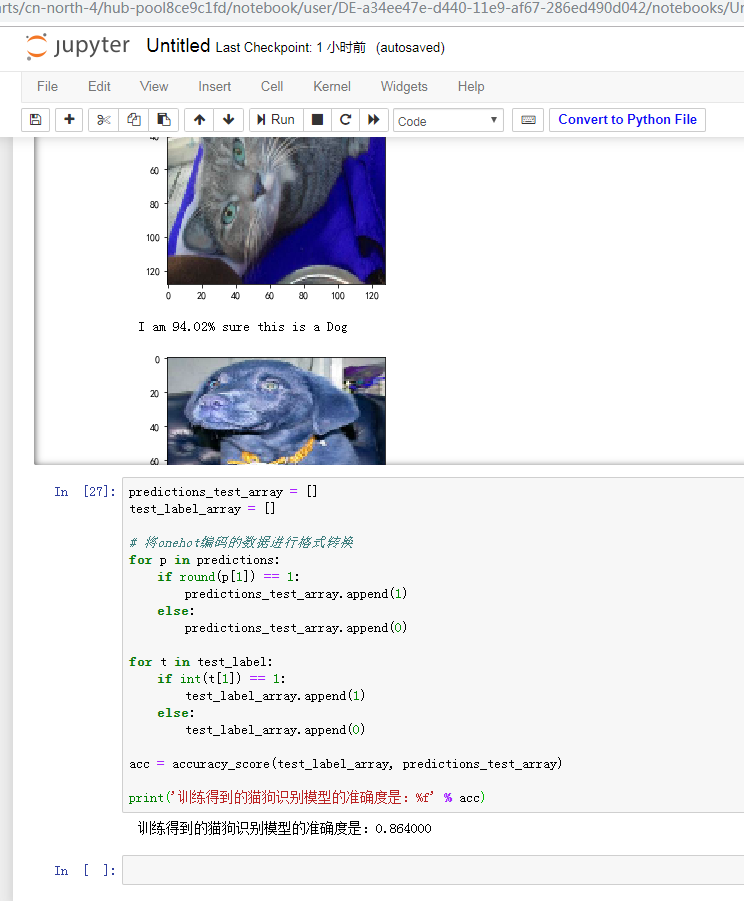 arts/cn-north-4/hub-pool8ce9c1fd/notebook/user/DE-a34ee47e-d440-11e9-af67-286ed490d042/notebooks/Un
jupyter Untitled Last Checkpoint: 1 小时前 (autosaved)
File Edit View Insert Cell Kernel Widgets Help
Run Code Convert to Python File
40
60
80
100
120
0 20 40 60 80 100 120
I am 94.02% sure this is a Dog
0
20
40
60
In [27]:
predictions_test_array = []
test_label_array = []
# 将onehot编码的数据进行格式转换
for p in predictions:
    if round(p[1]) == 1:
        predictions_test_array.append(1)
    else:
        predictions_test_array.append(0)
for t in test_label:
    if int(t[1]) == 1:
        test_label_array.append(1)
    else:
        test_label_array.append(0)
acc = accuracy_score(test_label_array, predictions_test_array)
print('训练得到的猫狗识别模型的准确度是：%f' % acc)
训练得到的猫狗识别模型的准确度是：0.864000
In [ ]: